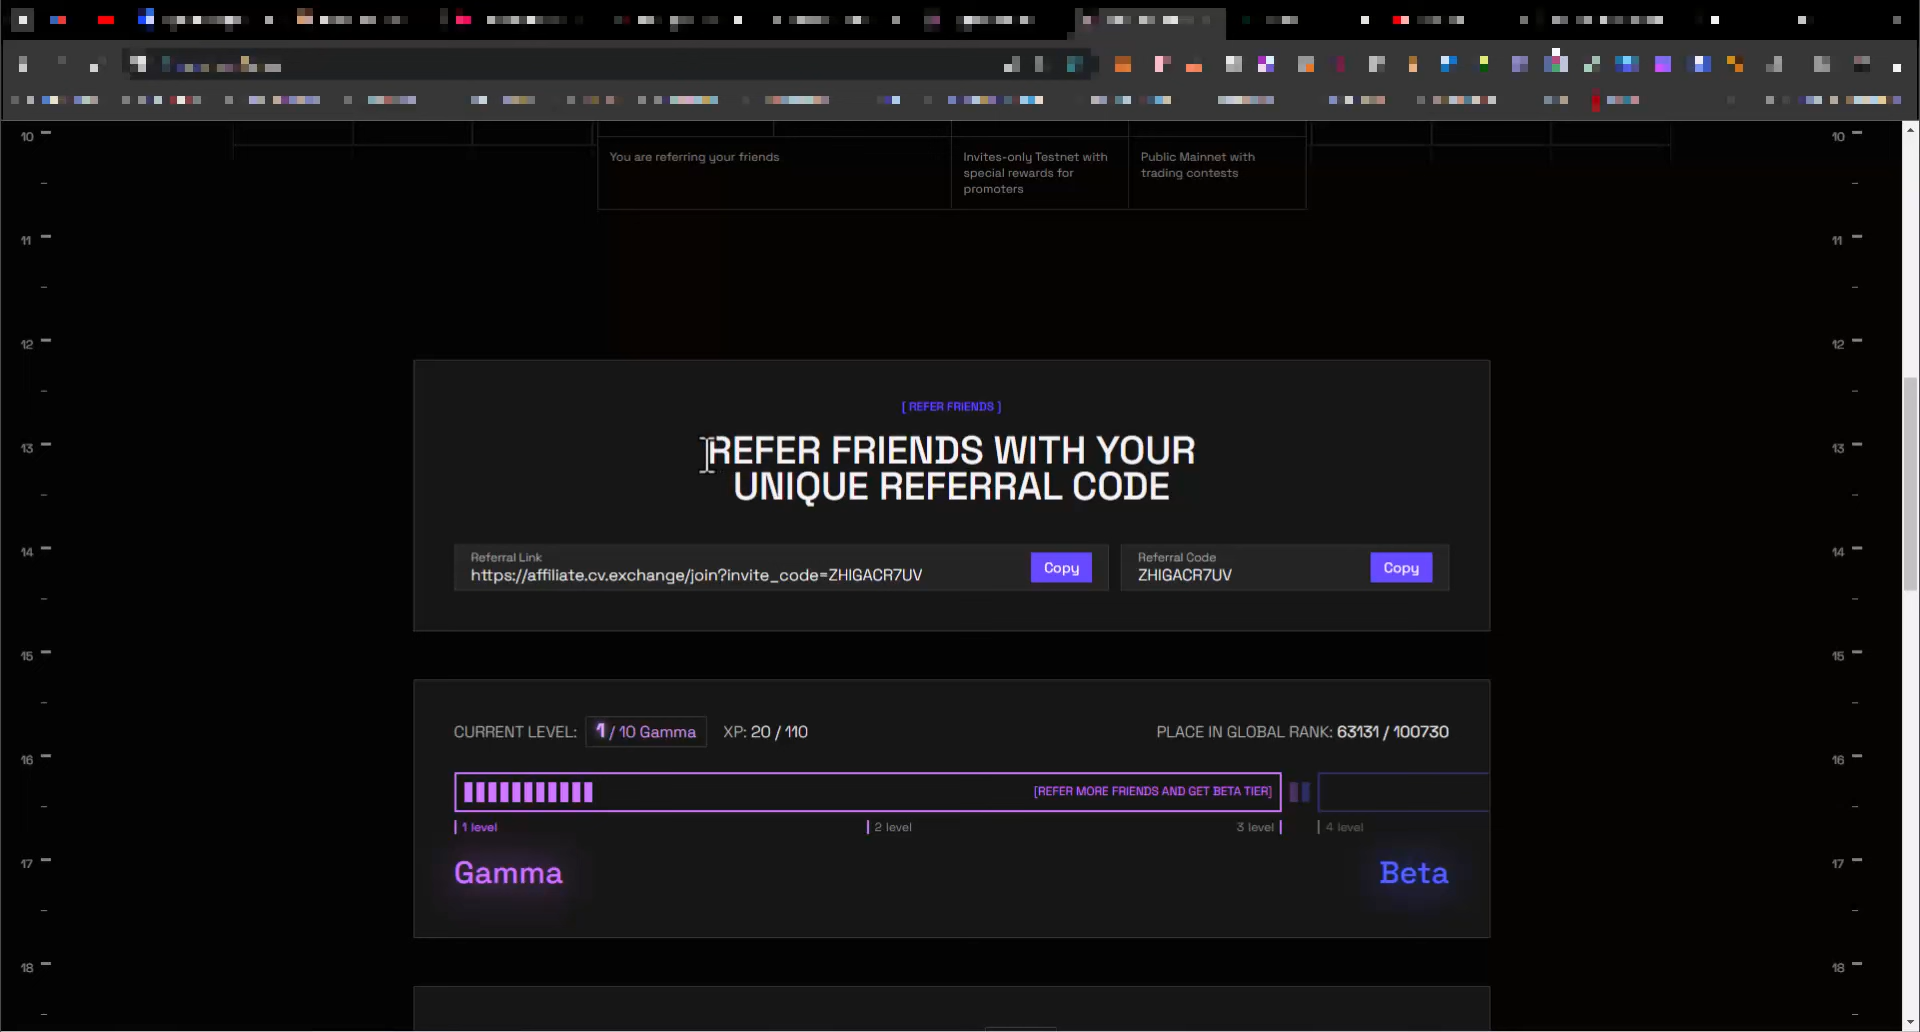 10
10
You are referring your friends
Invites-only Testnet with
special rewards for
promoters
Public Mainnet with
trading contests
11
11
12
12
[ REFER FRIENDS ]
13
13
REFER FRIENDS WITH YOUR
UNIQUE REFERRAL CODE
14
14
Referral Link
https://affiliate.cv.exchange/join?invite_code=ZHIGACR7UV
Copy
Referral Code
ZHIGACR7UV
Copy
15
15
CURRENT LEVEL: 1 / 10 Gamma XP: 20 / 110
PLACE IN GLOBAL RANK: 63131 / 100730
16
16
[REFER MORE FRIENDS AND GET BETA TIER]
1 level
2 level
3 level
4 level
17
17
Gamma
Beta
18
18